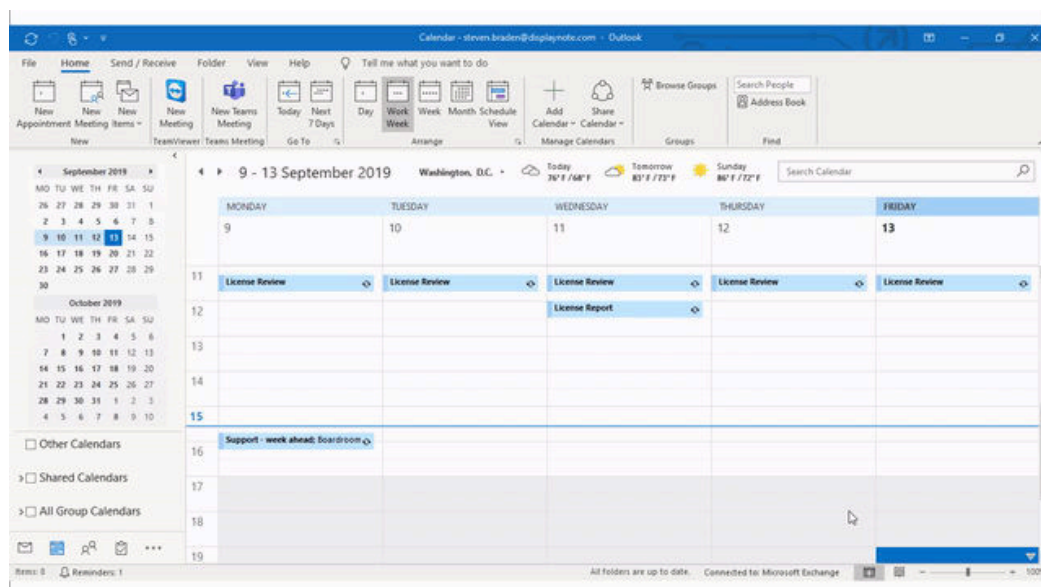 Calendar - steven.braden@displaynote.com - Outlook
File Home Send / Receive Folder View Help Tell me what you want to do
New Appointment
New Meeting
New Items
New Meeting
New Teams Meeting
Today
Next 7 Days
Day
Work Week
Week
Month
Schedule View
Add Calendar
Share Calendar
Browse Groups
Search People
Address Book
New TeamViewer Teams Meeting Go To Arrange Manage Calendars Groups Find
September 2019
MO TU WE TH FR SA SU
26 27 28 29 30 31 1
2 3 4 5 6 7 8
9 10 11 12 13 14 15
16 17 18 19 20 21 22
23 24 25 26 27 28 29
30
October 2019
MO TU WE TH FR SA SU
1 2 3 4 5 6
7 8 9 10 11 12 13
14 15 16 17 18 19 20
21 22 23 24 25 26 27
28 29 30 31 1 2 3
4 5 6 7 8 9 10
Other Calendars
Shared Calendars
All Group Calendars
9 - 13 September 2019 Washington, D.C.
Today 76°F/68°F
Tomorrow 83°F/73°F
Sunday 86°F/72°F
Search Calendar
MONDAY TUESDAY WEDNESDAY THURSDAY FRIDAY
9 10 11 12 13
11 License Review License Review License Review License Review License Review
12 License Report
13
14
15
16 Support - week ahead; Boardroom
17
18
19
Items: 0 Reminders: 1 All folders are up to date. Connected to: Microsoft Exchange 100%